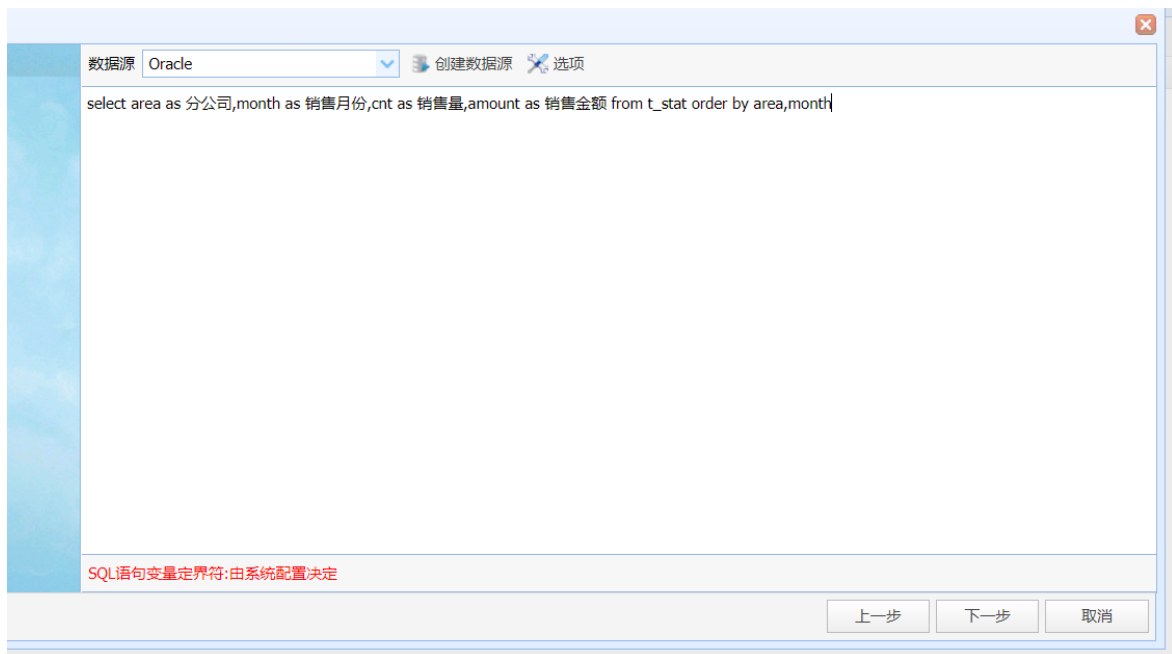 数据源 Oracle 创建数据源 选项
select area as 分公司,month as 销售月份,cnt as 销售量,amount as 销售金额 from t_stat order by area,month
SQL语句变量定界符:由系统配置决定
上一步 下一步 取消